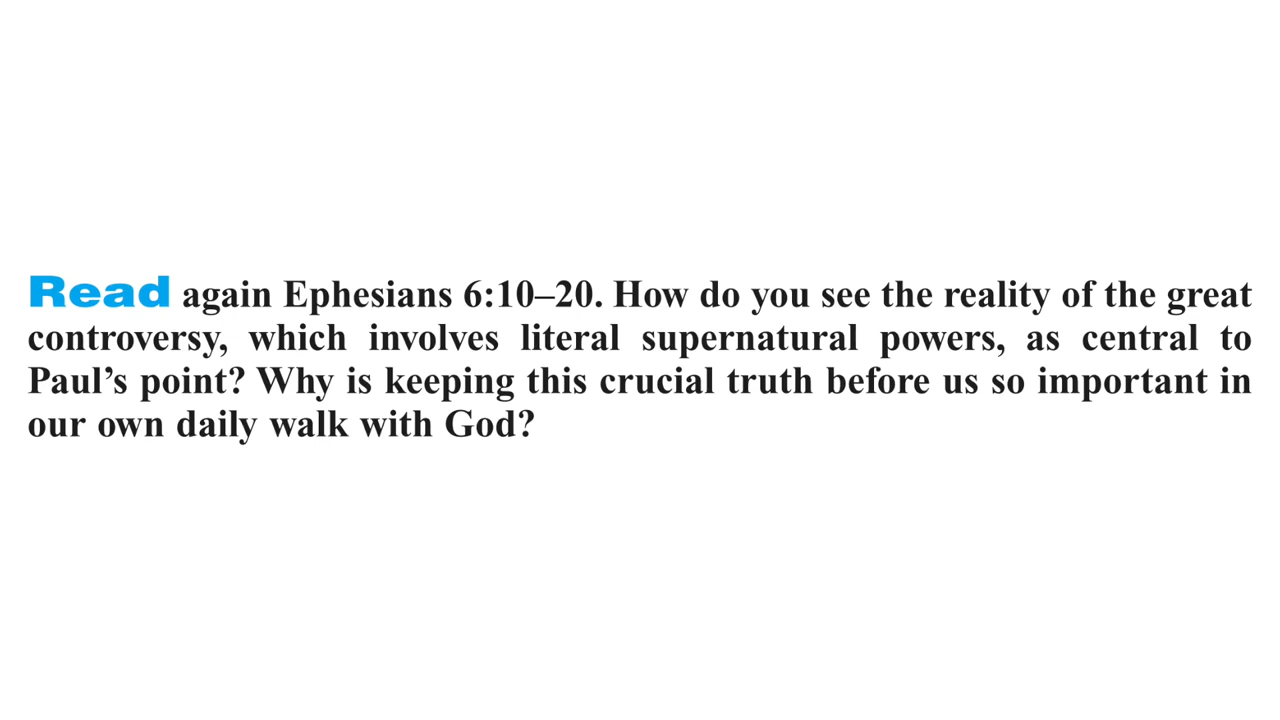 Read again Ephesians 6:10–20. How do you see the reality of the great
controversy, which involves literal supernatural powers, as central to
Paul’s point? Why is keeping this crucial truth before us so important in
our own daily walk with God?